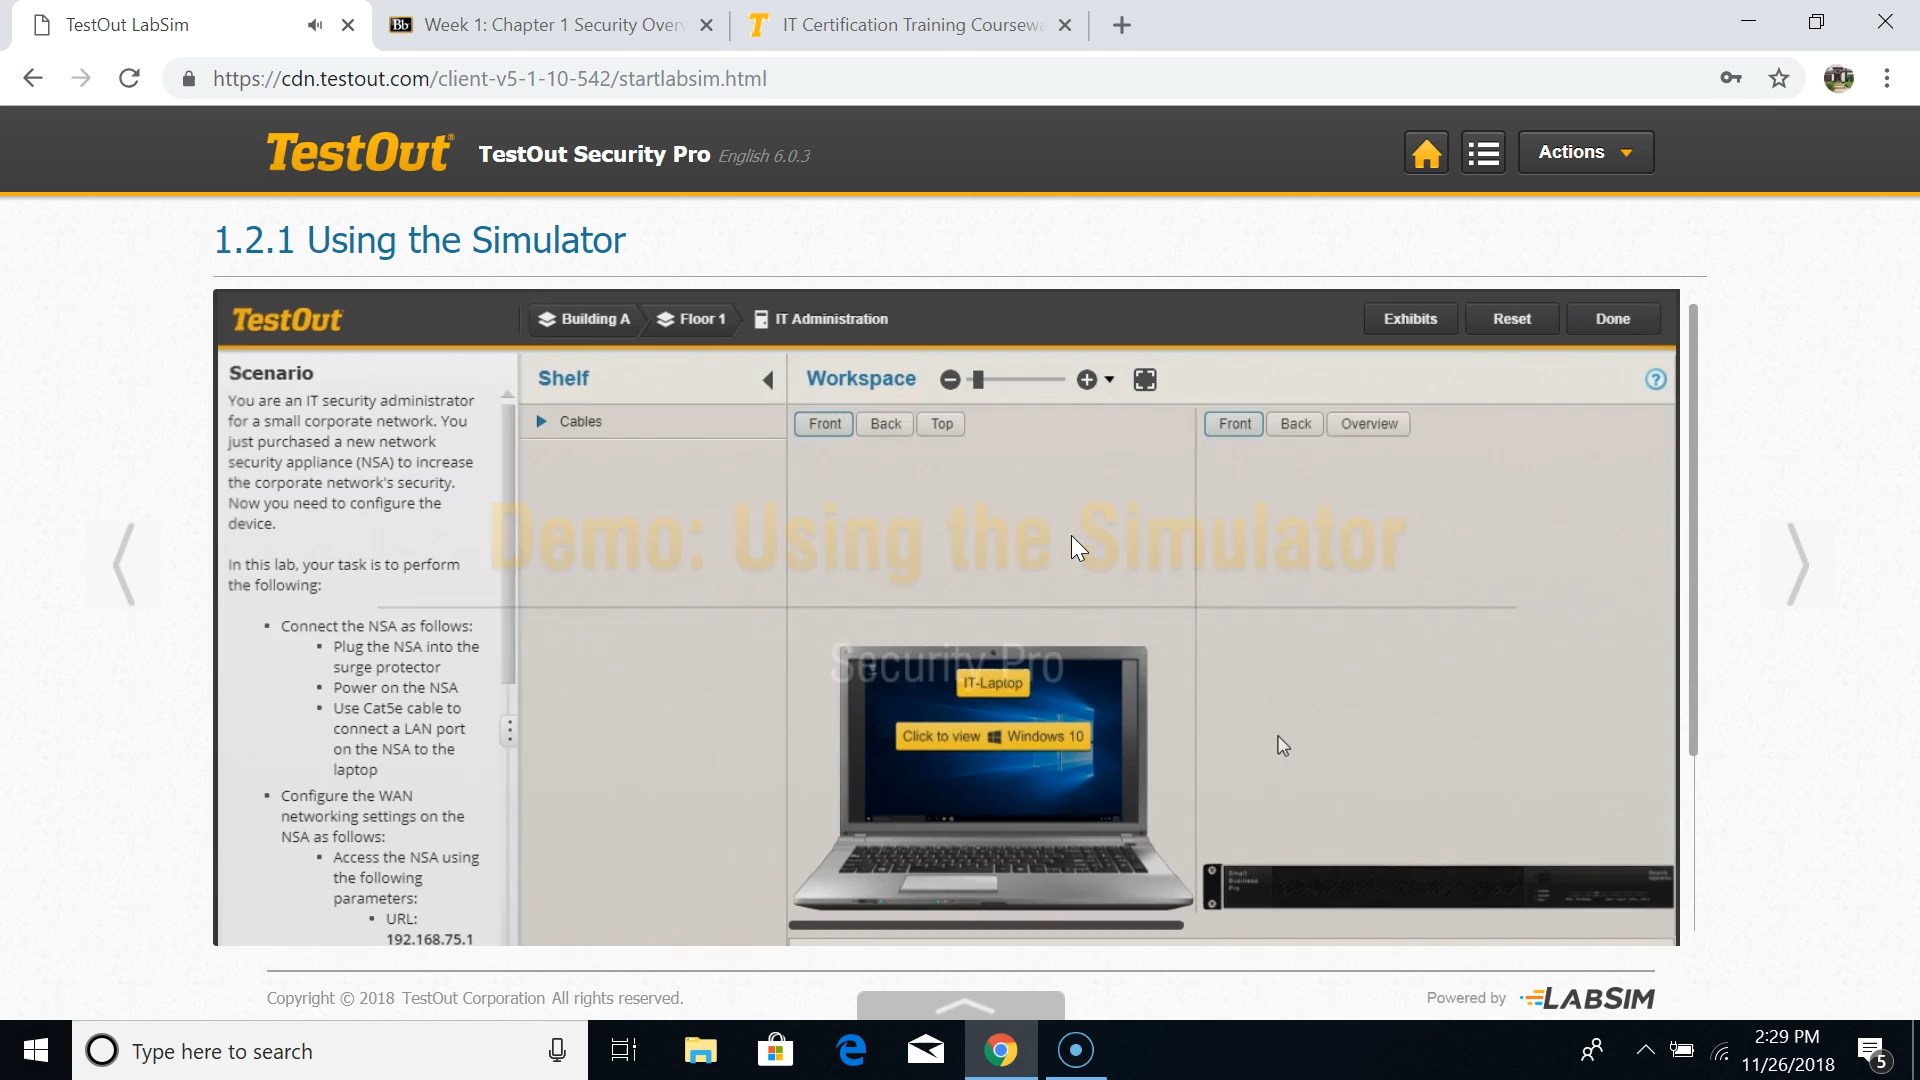 TestOut LabSim
Bb Week 1: Chapter 1 Security Over
IT Certification Training Coursewa
https://cdn.testout.com/client-v5-1-10-542/startlabsim.html
TestOut TestOut Security Pro English 6.0.3
Actions
1.2.1 Using the Simulator
TestOut
Building A
Floor 1
IT Administration
Exhibits
Reset
Done
Scenario
You are an IT security administrator
for a small corporate network. You
just purchased a new network
security appliance (NSA) to increase
the corporate network's security.
Now you need to configure the
device.
In this lab, your task is to perform
the following:
▪ Connect the NSA as follows:
▪ Plug the NSA into the
surge protector
▪ Power on the NSA
▪ Use Cat5e cable to
connect a LAN port
on the NSA to the
laptop
▪ Configure the WAN
networking settings on the
NSA as follows:
▪ Access the NSA using
the following
parameters:
▪ URL:
192.168.75.1
Shelf
Cables
Workspace
Front
Back
Top
Front
Back
Overview
Demo: Using the Simulator
Security Pro
IT-Laptop
Click to view Windows 10
Small
Business
Pro
Copyright © 2018 TestOut Corporation All rights reserved.
Powered by LABSIM
Type here to search
2:29 PM
11/26/2018
5